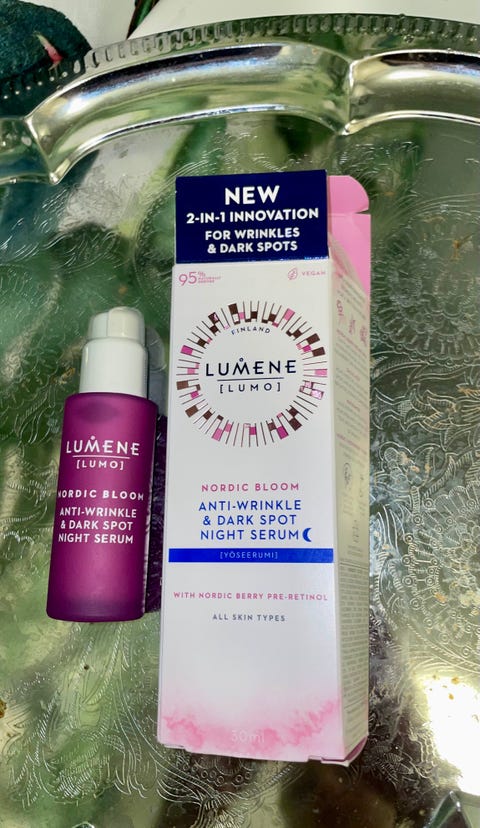 LUMENE
[LUMO]
NORDIC BLOOM
ANTI-WRINKLE
& DARK SPOT
NIGHT SERUM
NEW
2-IN-1 INNOVATION
FOR WRINKLES
& DARK SPOTS
95% NATURALLY
DERIVED
VEGAN
FINLAND
LUMENE
[LUMO]
NORDIC BLOOM
ANTI-WRINKLE
& DARK SPOT
NIGHT SERUM
[YÖSEERUMI]
WITH NORDIC BERRY PRE-RETINOL
ALL SKIN TYPES
30ml